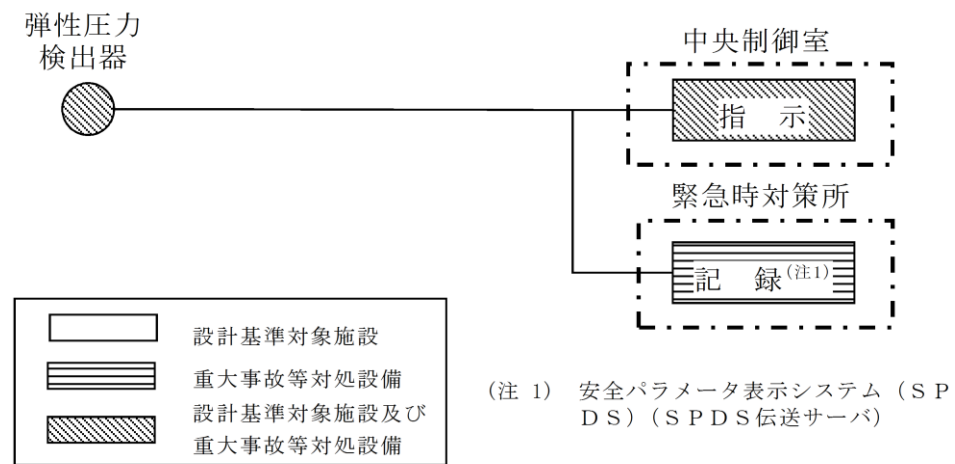 弾性圧力
検出器
中央制御室
指　示
緊急時対策所
記　録(注1)
設計基準対象施設
重大事故等対処設備
設計基準対象施設及び
重大事故等対処設備
(注 1)　安全パラメータ表示システム（ＳＰ
ＤＳ）（ＳＰＤＳ伝送サーバ）